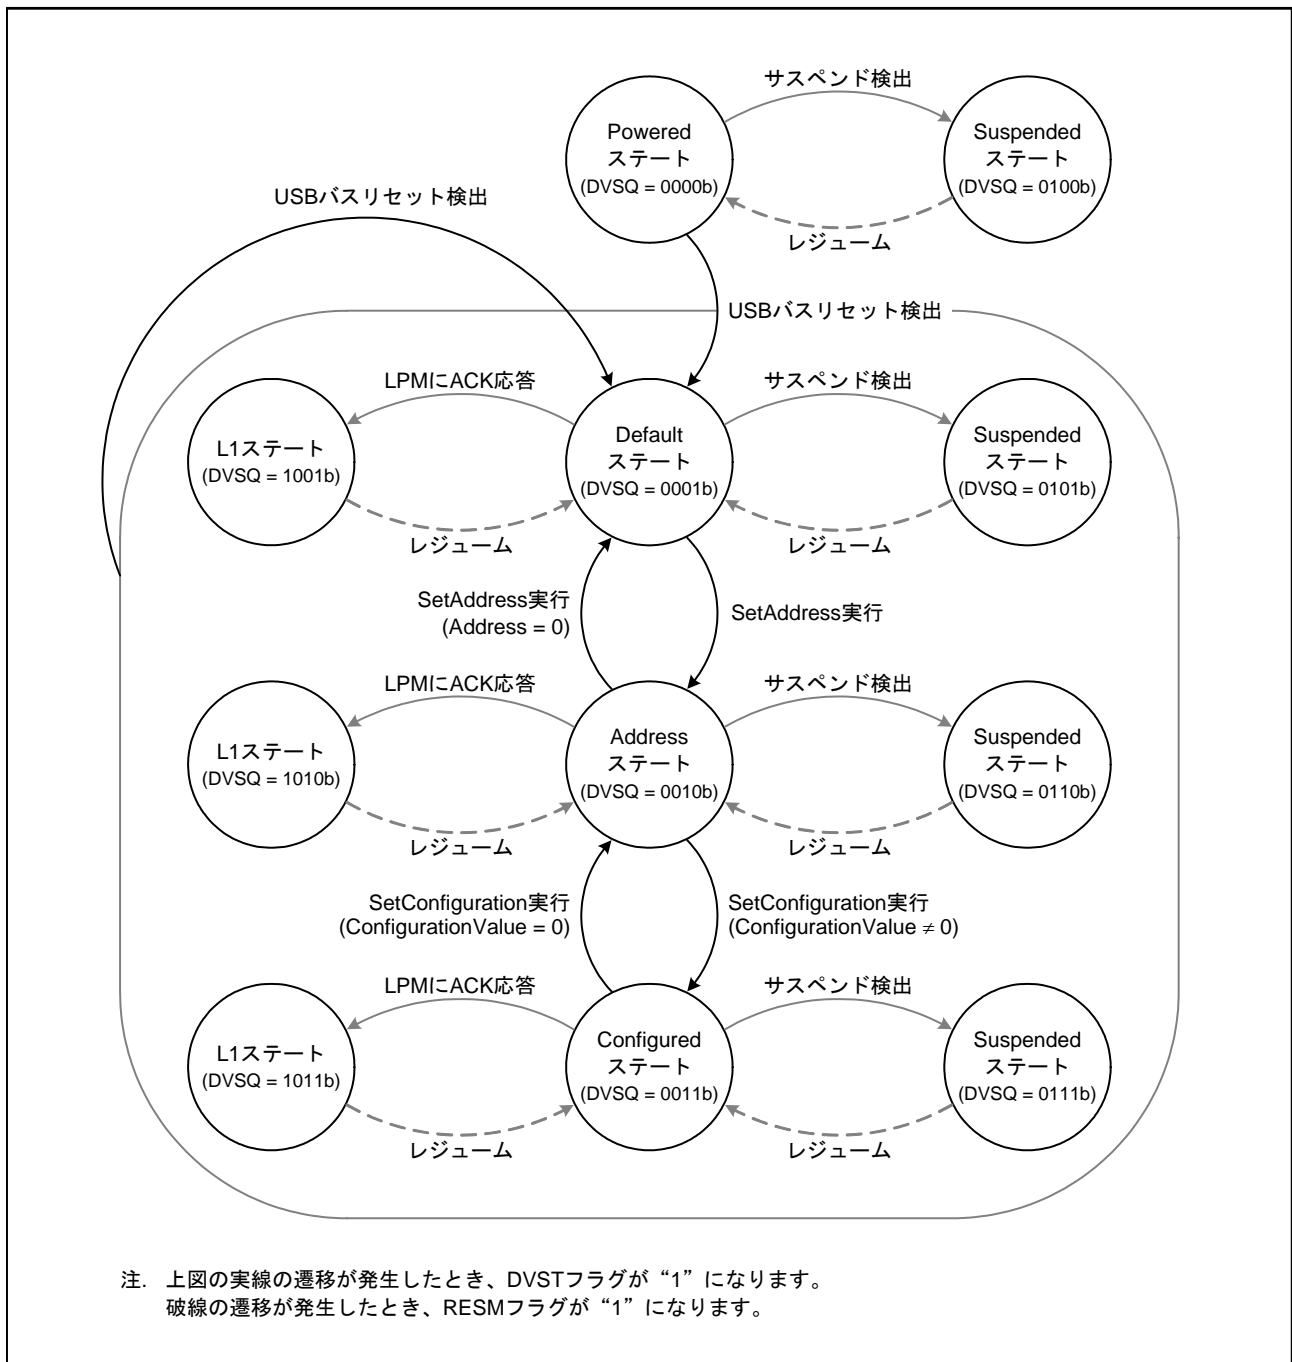 サスペンド検出
Powered
ステート
(DVSQ = 0000b)
Suspended
ステート
(DVSQ = 0100b)
レジューム
USBバスリセット検出
USBバスリセット検出
LPMにACK応答
サスペンド検出
L1ステート
(DVSQ = 1001b)
Default
ステート
(DVSQ = 0001b)
Suspended
ステート
(DVSQ = 0101b)
レジューム
レジューム
SetAddress実行
(Address = 0)
SetAddress実行
LPMにACK応答
サスペンド検出
L1ステート
(DVSQ = 1010b)
Address
ステート
(DVSQ = 0010b)
Suspended
ステート
(DVSQ = 0110b)
レジューム
レジューム
SetConfiguration実行
(ConfigurationValue = 0)
SetConfiguration実行
(ConfigurationValue ≠ 0)
LPMにACK応答
サスペンド検出
L1ステート
(DVSQ = 1011b)
Configured
ステート
(DVSQ = 0011b)
Suspended
ステート
(DVSQ = 0111b)
レジューム
レジューム
注. 上図の実線の遷移が発生したとき、DVSTフラグが“1”になります。
破線の遷移が発生したとき、RESMフラグが“1”になります。